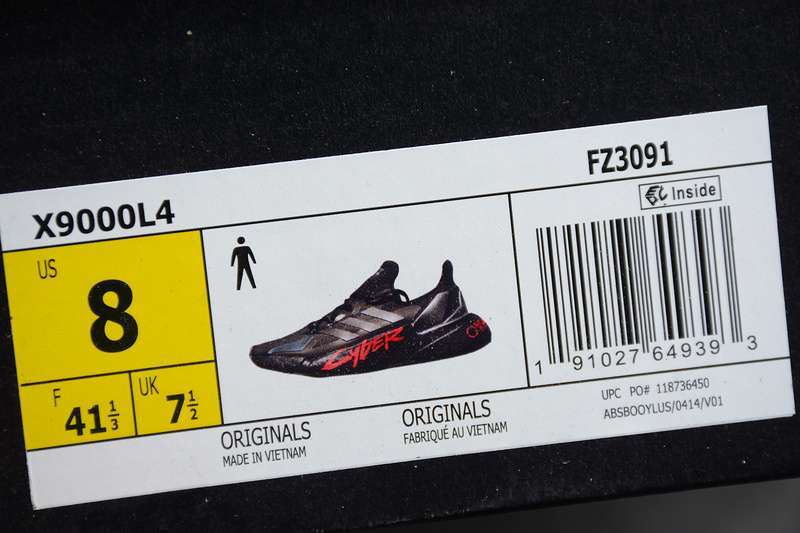 X9000L4
FZ3091
Inside
US
8
F
41 1/3
UK
7 1/2
CYBER
1 91027 64939 3
UPC PO# 118736450
ABSBOOYLUS/0414/V01
ORIGINALS
MADE IN VIETNAM
ORIGINALS
FABRIQUÉ AU VIETNAM